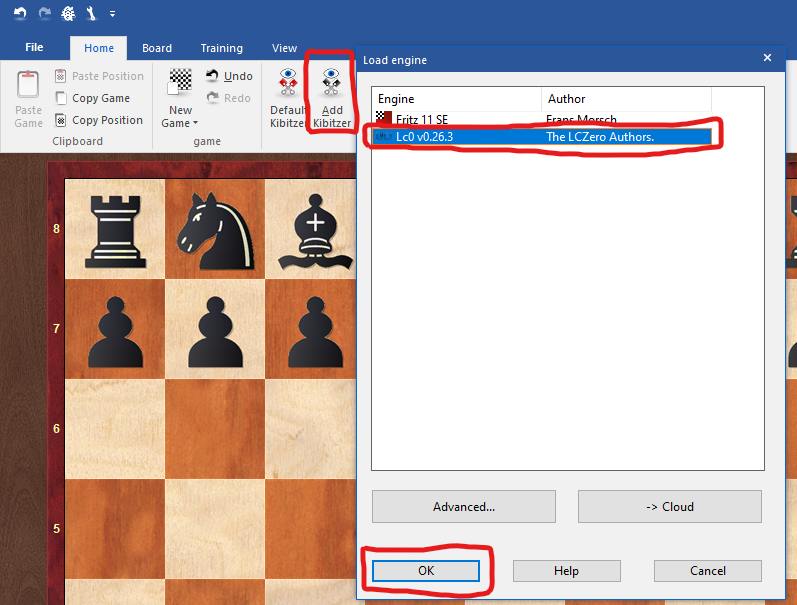 File Home Board Training View
Paste Game
Paste Position
Copy Game
Copy Position
Clipboard
New Game
Undo
Redo
game
Default Kibitzer
Add Kibitzer
Load engine
Engine Author
Fritz 11 SE Frans Morsch
Lc0 v0.26.3 The LCZero Authors.
Advanced... -> Cloud
OK Help Cancel
8
7
6
5